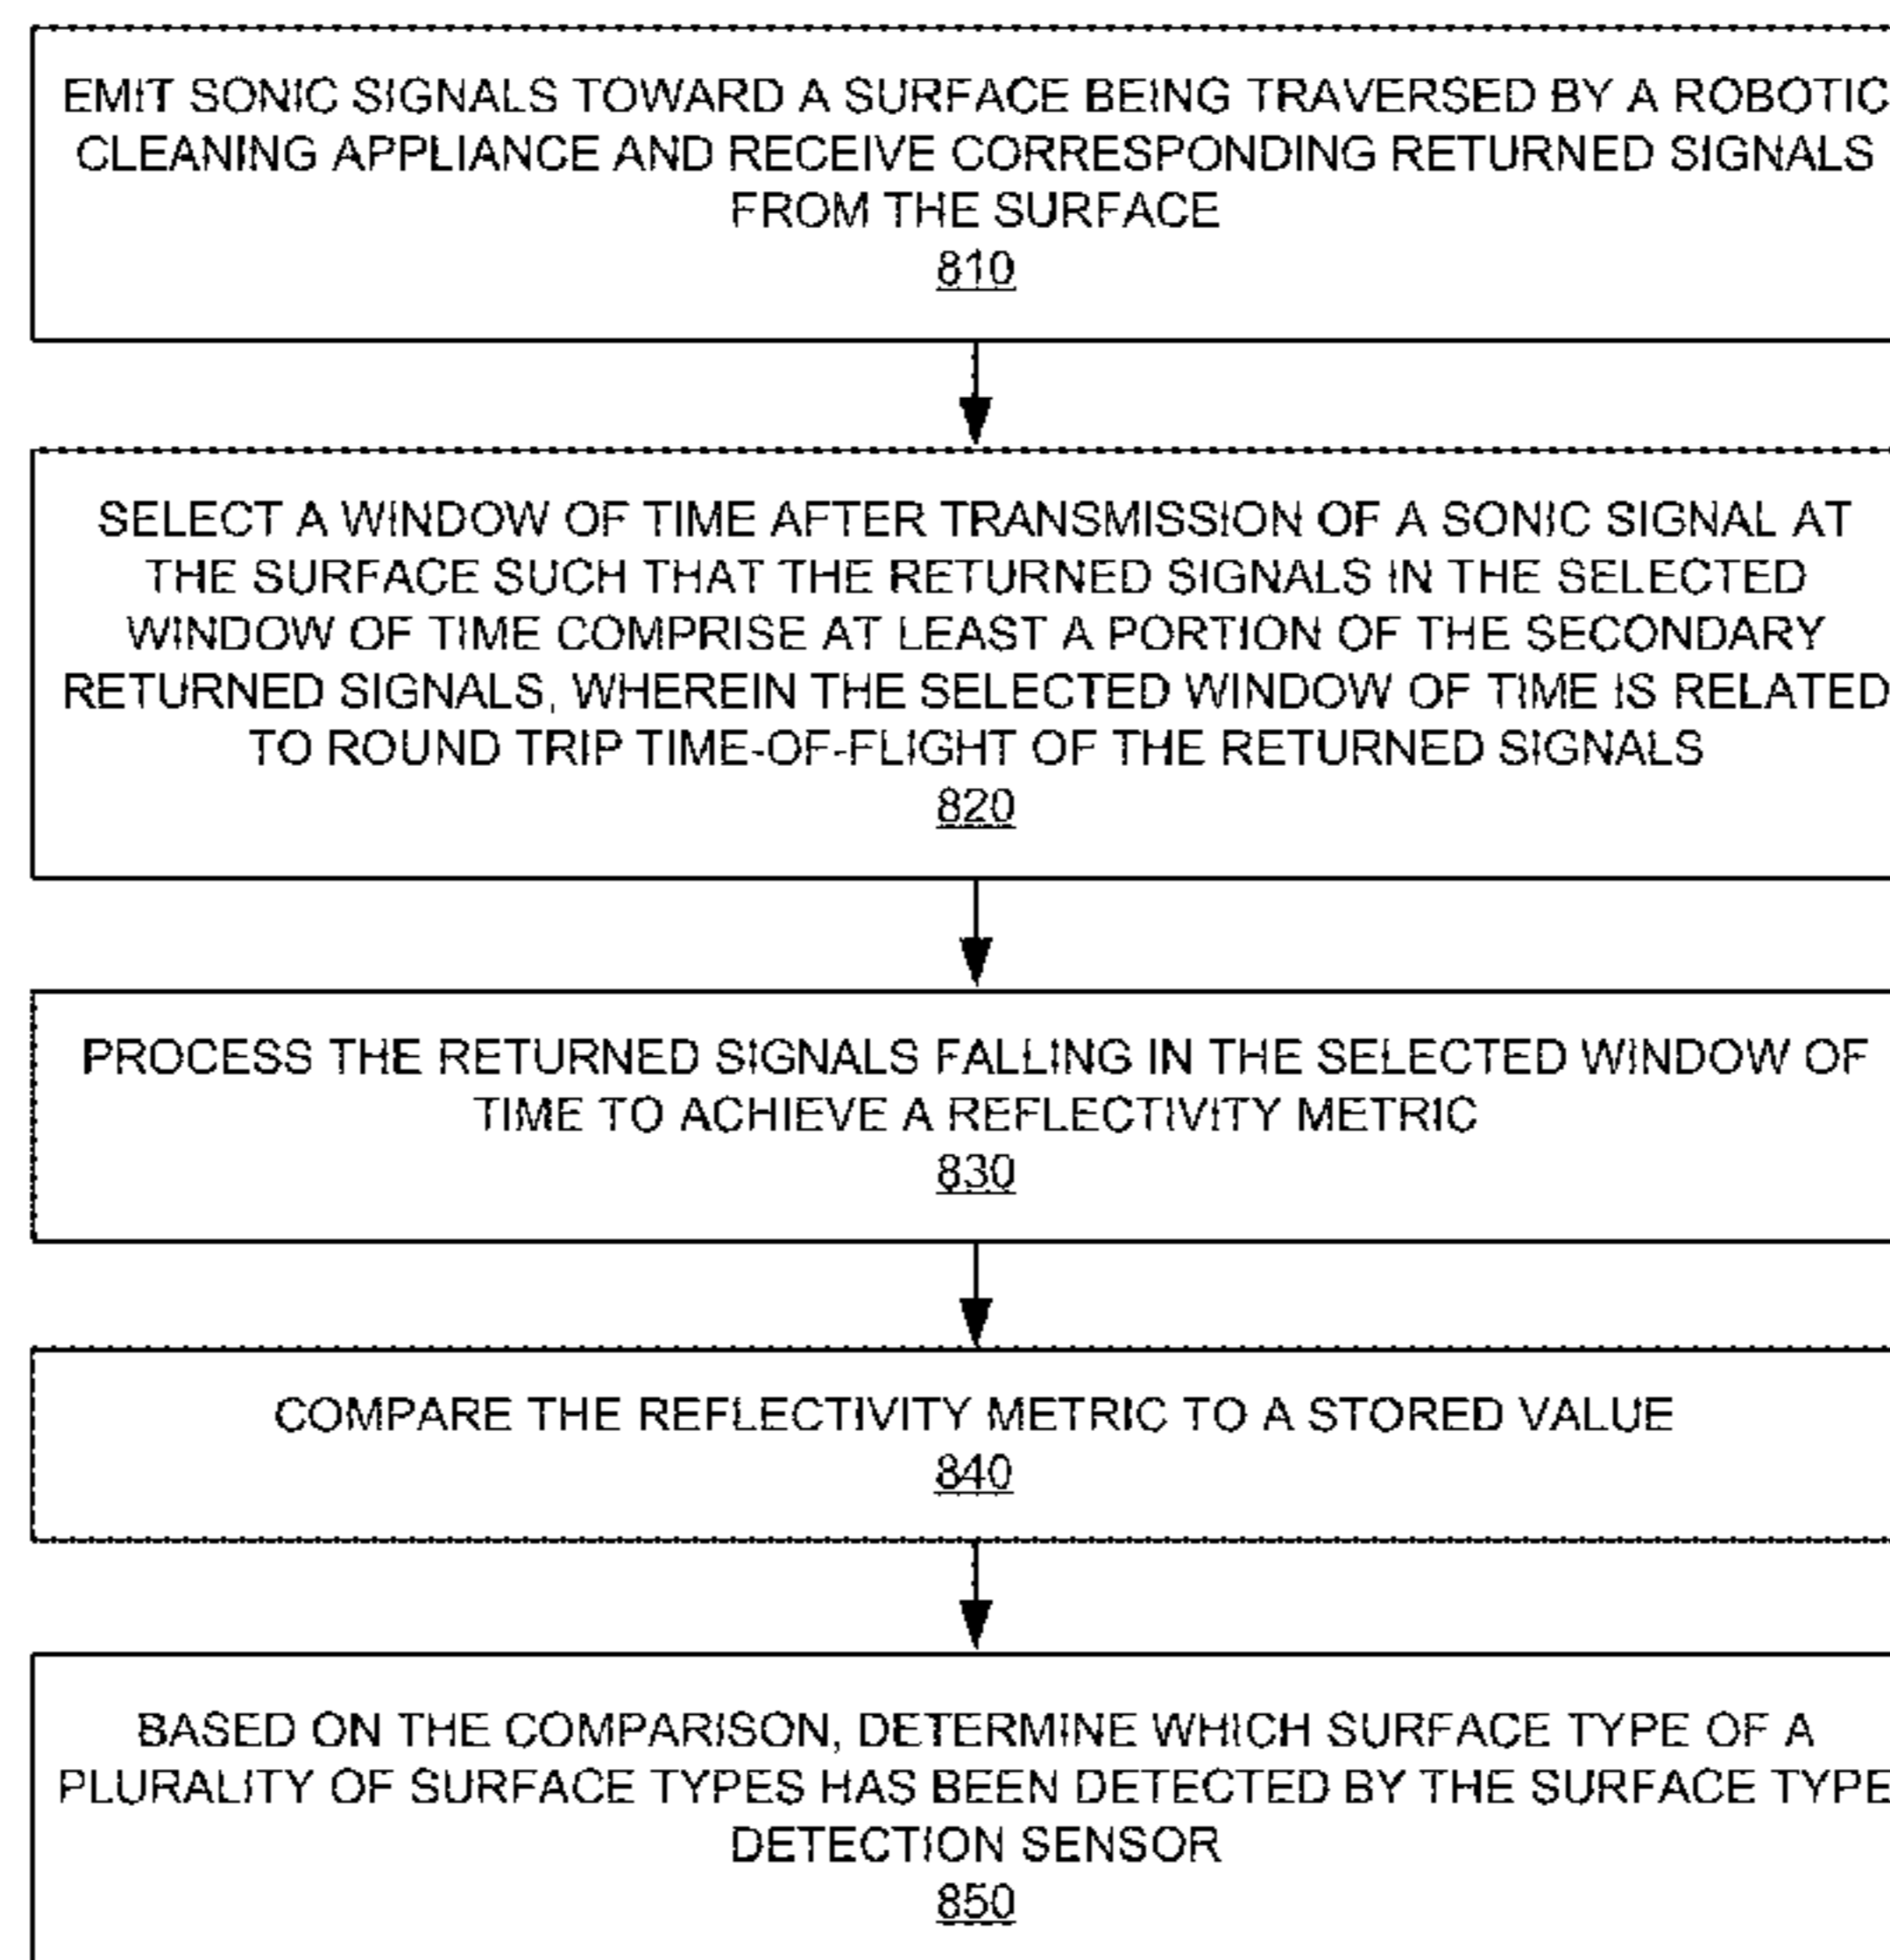 EMIT SONIC SIGNALS TOWARD A SURFACE BEING TRAVERSED BY A ROBOTIC
CLEANING APPLIANCE AND RECEIVE CORRESPONDING RETURNED SIGNALS
FROM THE SURFACE
810
SELECT A WINDOW OF TIME AFTER TRANSMISSION OF A SONIC SIGNAL AT
THE SURFACE SUCH THAT THE RETURNED SIGNALS IN THE SELECTED
WINDOW OF TIME COMPRISE AT LEAST A PORTION OF THE SECONDARY
RETURNED SIGNALS, WHEREIN THE SELECTED WINDOW OF TIME IS RELATED
TO ROUND TRIP TIME-OF-FLIGHT OF THE RETURNED SIGNALS
820
PROCESS THE RETURNED SIGNALS FALLING IN THE SELECTED WINDOW OF
TIME TO ACHIEVE A REFLECTIVITY METRIC
830
COMPARE THE REFLECTIVITY METRIC TO A STORED VALUE
840
BASED ON THE COMPARISON, DETERMINE WHICH SURFACE TYPE OF A
PLURALITY OF SURFACE TYPES HAS BEEN DETECTED BY THE SURFACE TYPE
DETECTION SENSOR
850